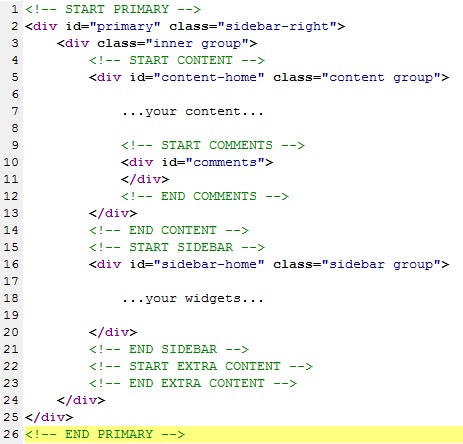 1 <!-- START PRIMARY -->
2 <div id="primary" class="sidebar-right">
3     <div class="inner group">
4         <!-- START CONTENT -->
5         <div id="content-home" class="content group">
6
7             ...your content...
8
9             <!-- START COMMENTS -->
10             <div id="comments">
11             </div>
12             <!-- END COMMENTS -->
13         </div>
14         <!-- END CONTENT -->
15         <!-- START SIDEBAR -->
16         <div id="sidebar-home" class="sidebar group">
17
18             ...your widgets...
19
20         </div>
21         <!-- END SIDEBAR -->
22         <!-- START EXTRA CONTENT -->
23         <!-- END EXTRA CONTENT -->
24     </div>
25 </div>
26 <!-- END PRIMARY -->